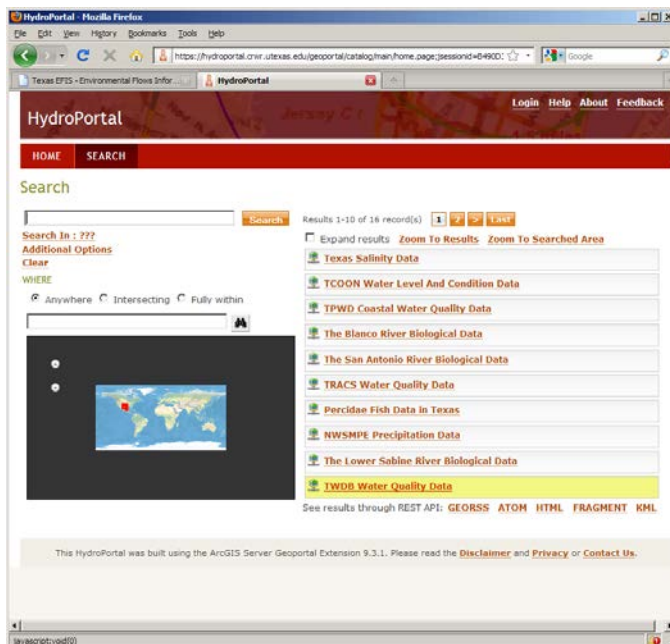 HydroPortal - Mozilla Firefox
File Edit View History Bookmarks Tools Help
https://hydroportal.crwr.utexas.edu/geoportal/catalog/main/home.page;jsessionid=B490D: Google
Texas EFIS - Environmental Flows Infor... HydroPortal
Login Help About Feedback
HydroPortal
HOME SEARCH
Search
Search
Results 1-10 of 16 record(s) 1 2 > Last
Search In : ???
Expand results Zoom To Results Zoom To Searched Area
Additional Options
Clear
WHERE
Anywhere Intersecting Fully within
Texas Salinity Data
TCOON Water Level And Condition Data
TPWD Coastal Water Quality Data
The Blanco River Biological Data
The San Antonio River Biological Data
TRACS Water Quality Data
Percidae Fish Data in Texas
NWSMPE Precipitation Data
The Lower Sabine River Biological Data
TWDB Water Quality Data
See results through REST API: GEORSS ATOM HTML FRAGMENT KML
This HydroPortal was built using the ArcGIS Server Geoportal Extension 9.3.1. Please read the Disclaimer and Privacy or Contact Us.
javascript:void(0)